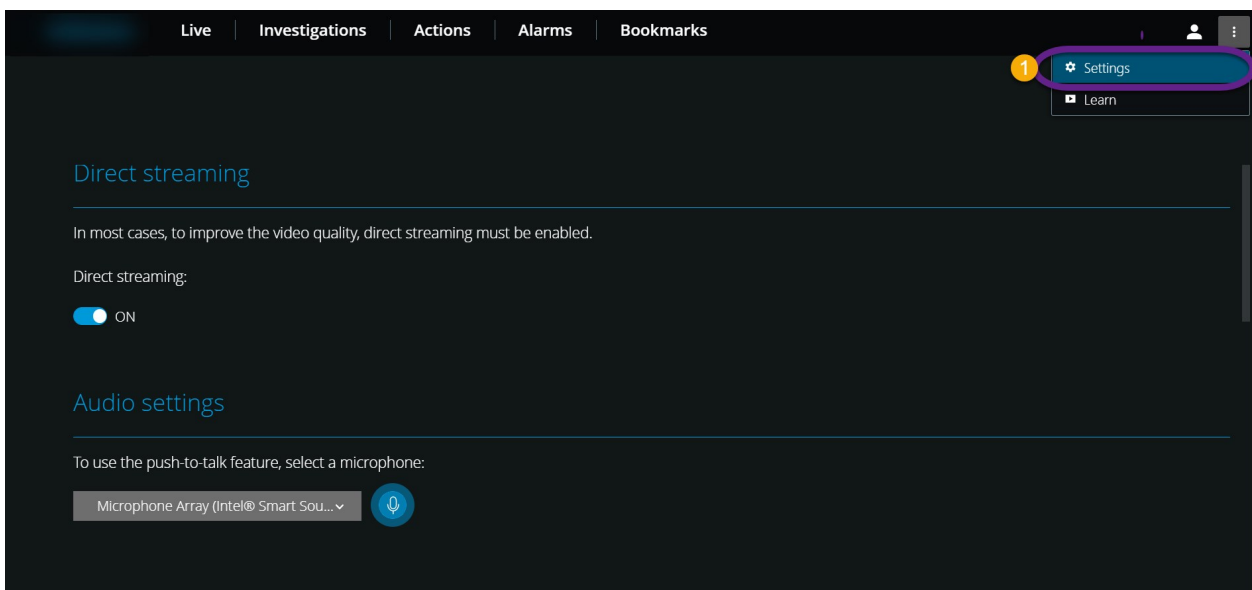 Live Investigations Actions Alarms Bookmarks
1 Settings
Learn
Direct streaming
In most cases, to improve the video quality, direct streaming must be enabled.
Direct streaming:
ON
Audio settings
To use the push-to-talk feature, select a microphone:
Microphone Array (Intel® Smart Sou...